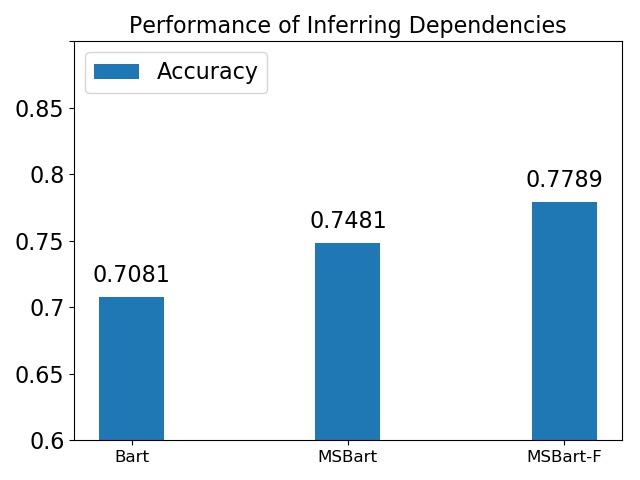 Performance of Inferring Dependencies
Accuracy
0.85
0.8
0.75
0.7
0.65
0.6
0.7081
0.7481
0.7789
Bart
MSBart
MSBart-F